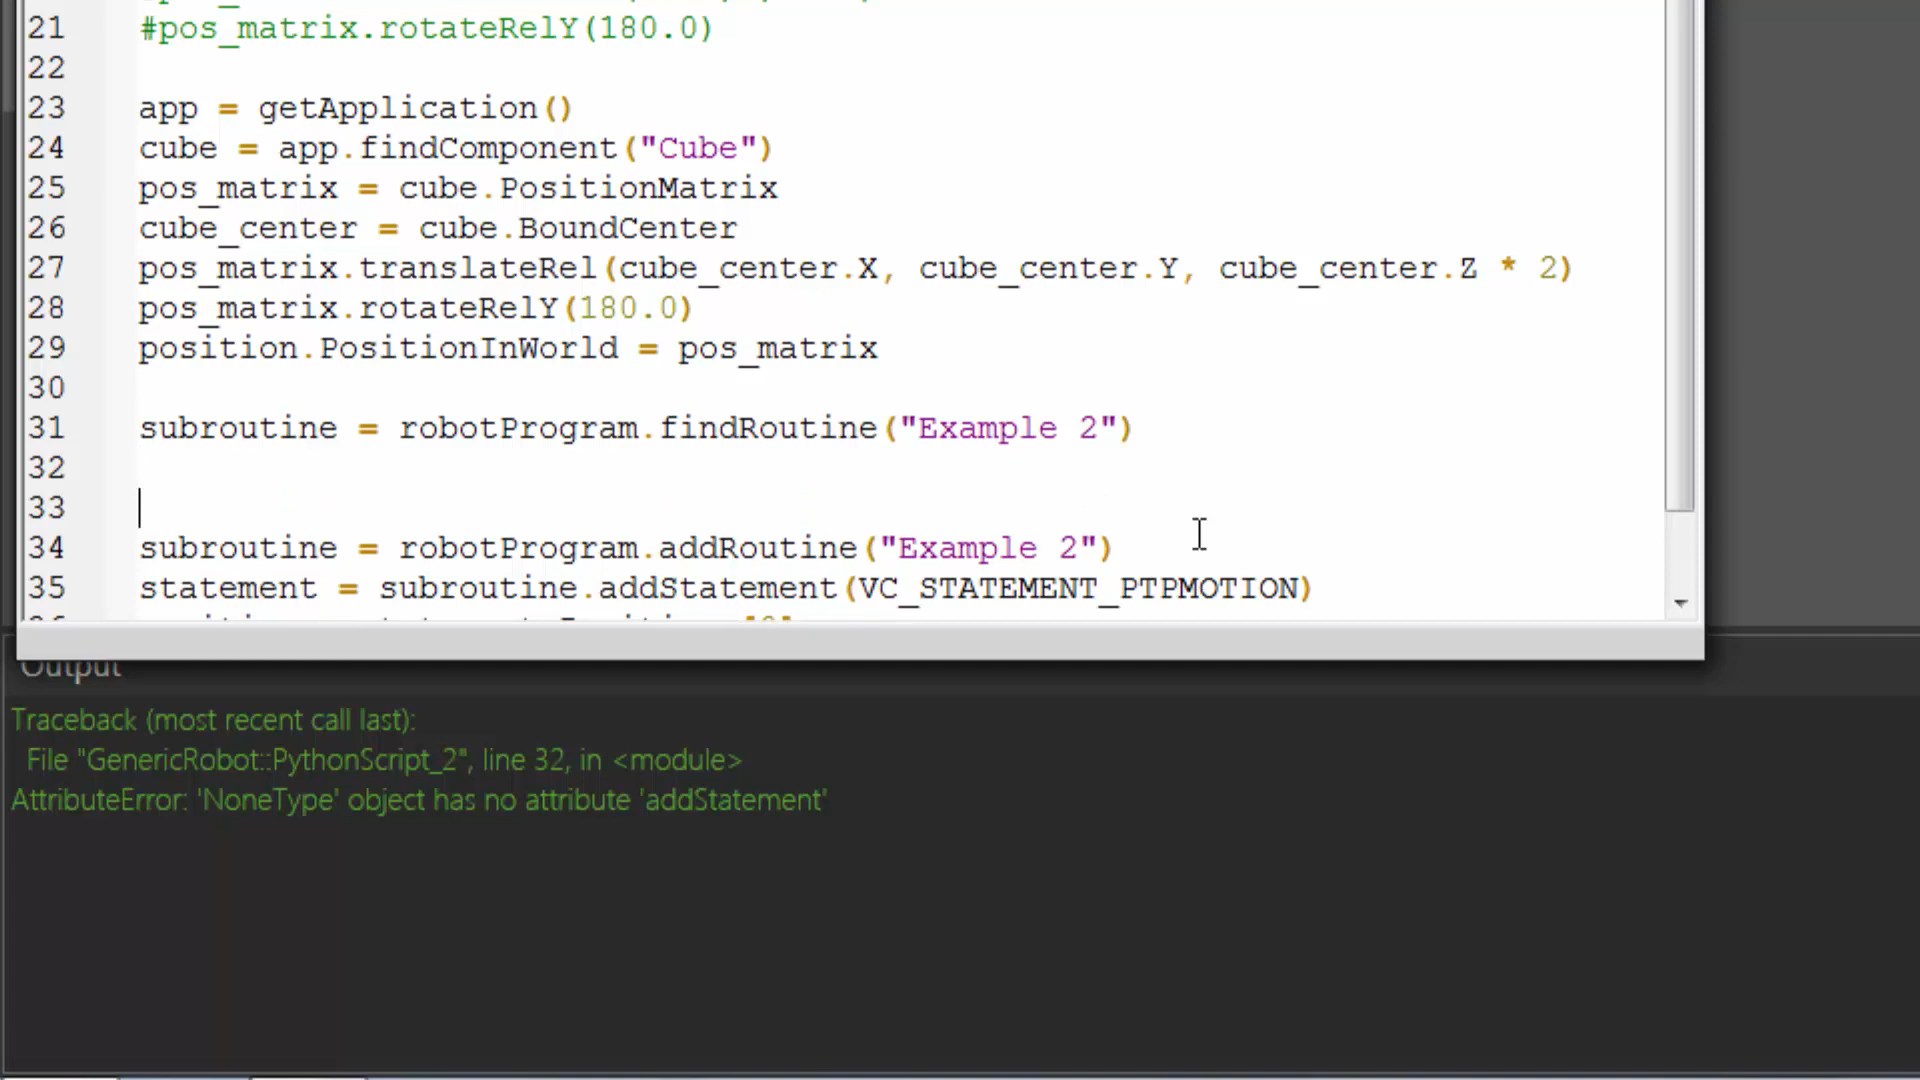 21 #pos_matrix.rotateRelY(180.0)
22
23 app = getApplication()
24 cube = app.findComponent("Cube")
25 pos_matrix = cube.PositionMatrix
26 cube_center = cube.BoundCenter
27 pos_matrix.translateRel(cube_center.X, cube_center.Y, cube_center.Z * 2)
28 pos_matrix.rotateRelY(180.0)
29 position.PositionInWorld = pos_matrix
30
31 subroutine = robotProgram.findRoutine("Example 2")
32
33
34 subroutine = robotProgram.addRoutine("Example 2")
35 statement = subroutine.addStatement(VC_STATEMENT_PTPMOTION)
Output
Traceback (most recent call last):
File "GenericRobot::PythonScript_2", line 32, in <module>
AttributeError: 'NoneType' object has no attribute 'addStatement'